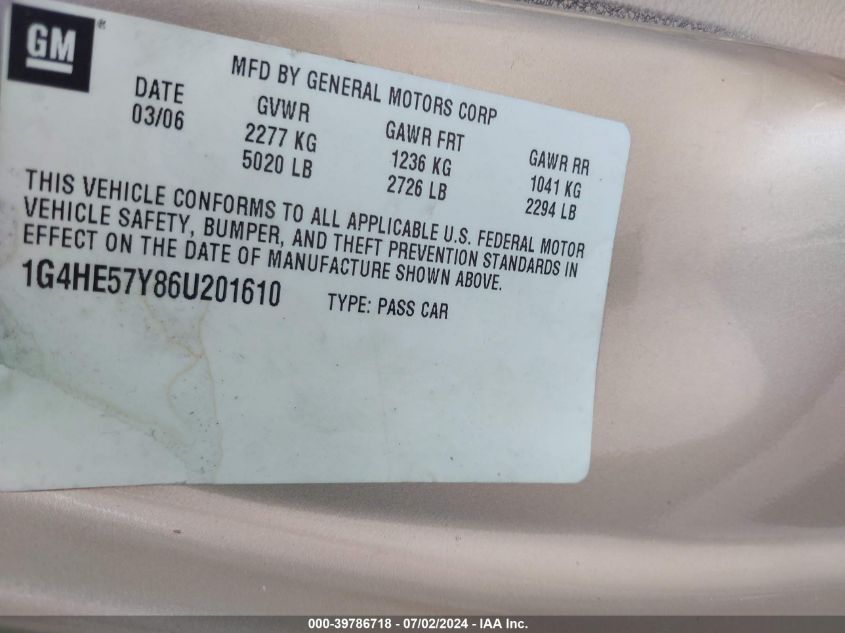 GM®
MFD BY GENERAL MOTORS CORP
DATE GVWR GAWR FRT GAWR RR
03/06 2277 KG 1236 KG 1041 KG
5020 LB 2726 LB 2294 LB
THIS VEHICLE CONFORMS TO ALL APPLICABLE U.S. FEDERAL MOTOR
VEHICLE SAFETY, BUMPER, AND THEFT PREVENTION STANDARDS IN
EFFECT ON THE DATE OF MANUFACTURE SHOWN ABOVE.
1G4HE57Y86U201610 TYPE: PASS CAR
000-39786718 - 07/02/2024 - IAA Inc.